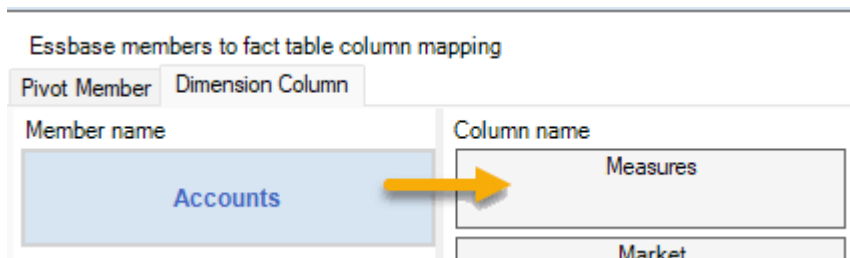 Essbase members to fact table column mapping
Pivot Member Dimension Column
Member name Column name
Accounts Measures
Market